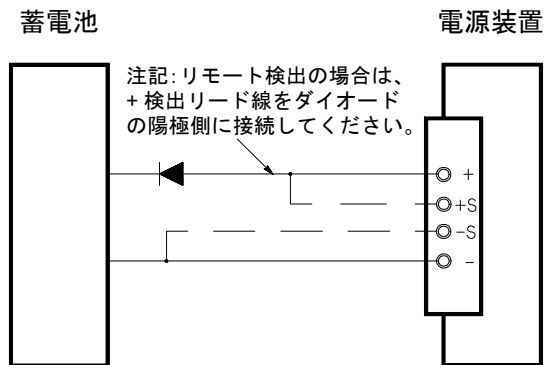 蓄電池
電源装置
注記:リモート検出の場合は、
+ 検出リード線をダイオード
の陽極側に接続してください。
+
+S
-S
-